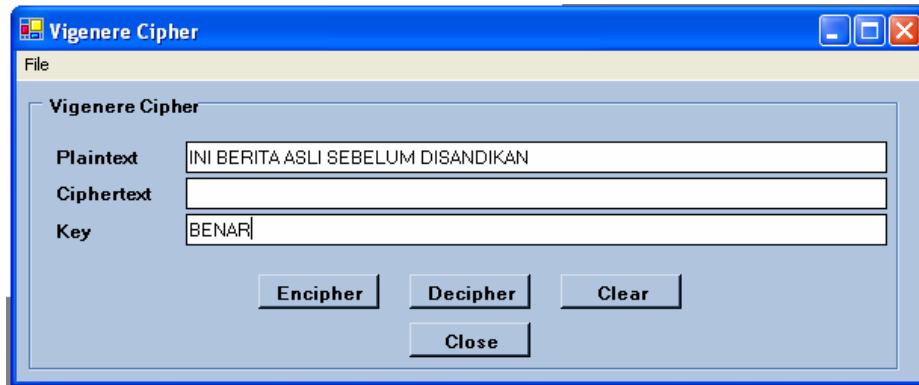 Vigenere Cipher
File
Vigenere Cipher
Plaintext INI BERITA ASLI SEBELUM DISANDIKAN
Ciphertext
Key BENAR
Encipher Decipher Clear
Close